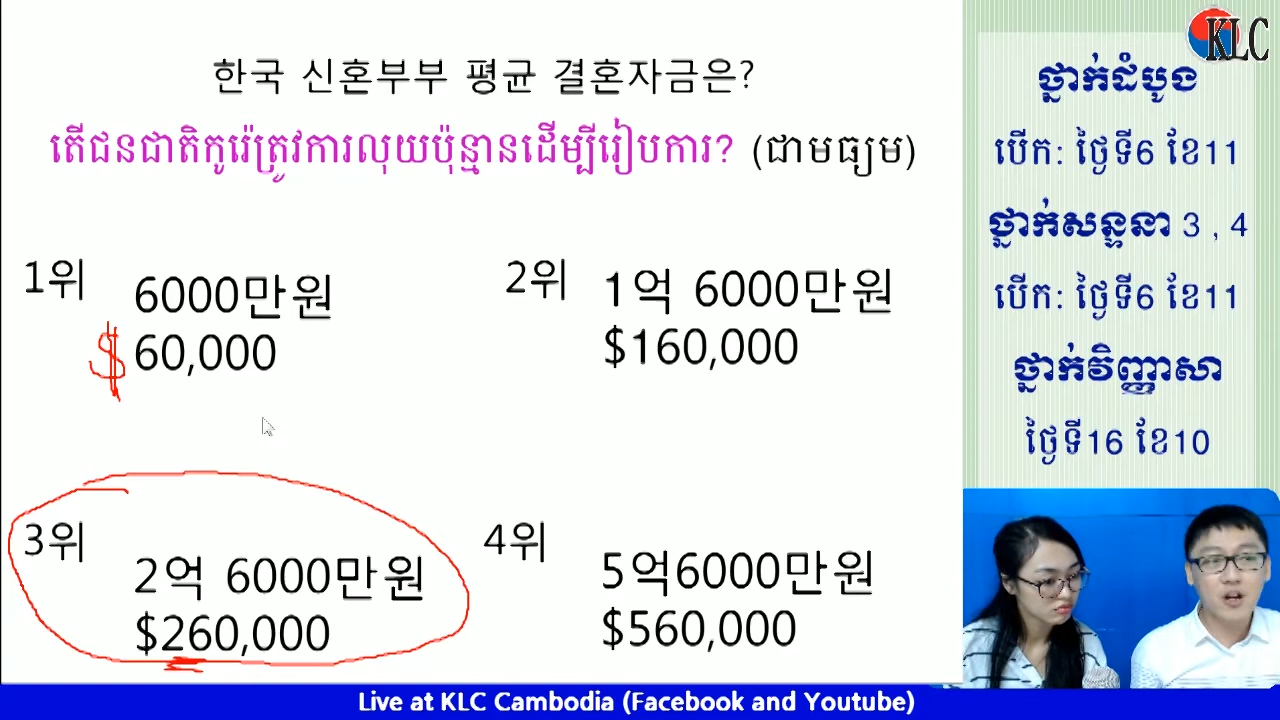 한국 신혼부부 평균 결혼자금은?
តើជនជាតិកូរ៉េត្រូវការលុយប៉ុន្មានដើម្បីរៀបការ? (ជាមធ្យម)
1위
6000만원
$60,000
2위
1억 6000만원
$160,000
3위
2억 6000만원
$260,000
4위
5억6000만원
$560,000
KLC
ថ្នាក់ដំបូង
បើក: ថ្ងៃទី6 ខែ11
ថ្នាក់សន្ទនា 3 , 4
បើក: ថ្ងៃទី6 ខែ11
ថ្នាក់វិញ្ញាសា
ថ្ងៃទី16 ខែ10
Live at KLC Cambodia (Facebook and Youtube)